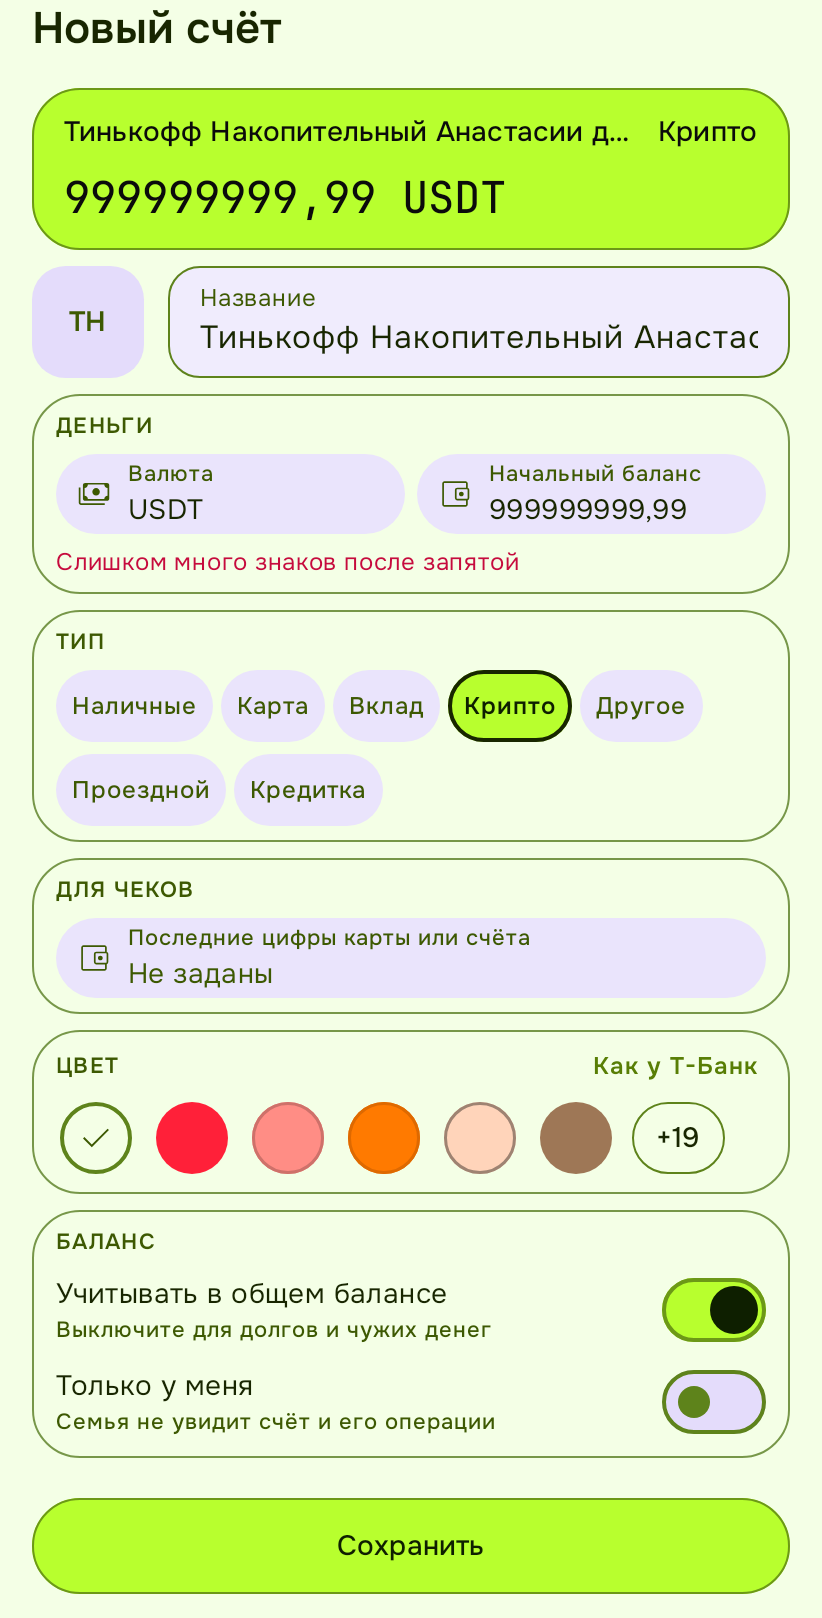 Новый счёт
Тинькофф Накопительный Анастасии д... Крипто
999999999,99 USDT
ТН
Название
Тинькофф Накопительный Анастас
ДЕНЬГИ
Валюта
USDT
Начальный баланс
999999999,99
Слишком много знаков после запятой
ТИП
Наличные Карта Вклад Крипто Другое
Проездной Кредитка
ДЛЯ ЧЕКОВ
Последние цифры карты или счёта
Не заданы
ЦВЕТ Как у Т-Банк
+19
БАЛАНС
Учитывать в общем балансе
Выключите для долгов и чужих денег
Только у меня
Семья не увидит счёт и его операции
Сохранить